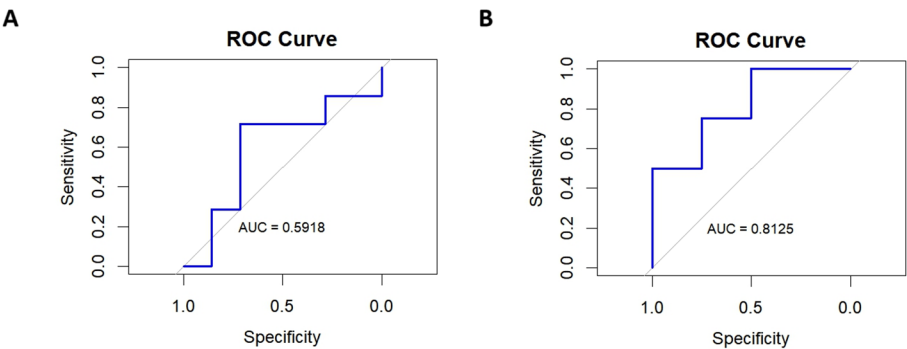 A
ROC Curve
Sensitivity
0.0 0.2 0.4 0.6 0.8 1.0
AUC = 0.5918
1.0 0.5 0.0
Specificity
B
ROC Curve
Sensitivity
0.0 0.2 0.4 0.6 0.8 1.0
AUC = 0.8125
1.0 0.5 0.0
Specificity